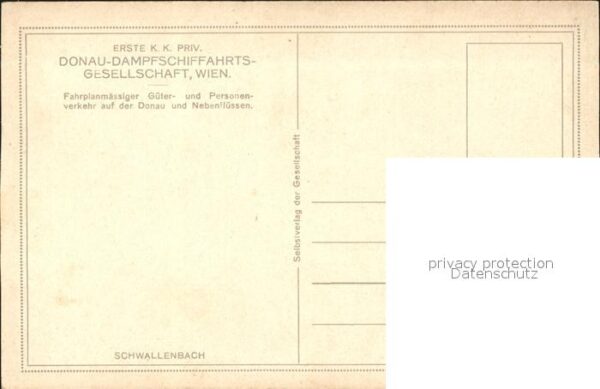 ERSTE K. K. PRIV.
DONAU-DAMPFSCHIFFAHRTS-
GESELLSCHAFT, WIEN.
Fahrplanmässiger Güter- und Personen-
verkehr auf der Donau und Nebenflüssen.
Selbstverlag der Gesellschaft
SCHWALLENBACH
privacy protection
Datenschutz